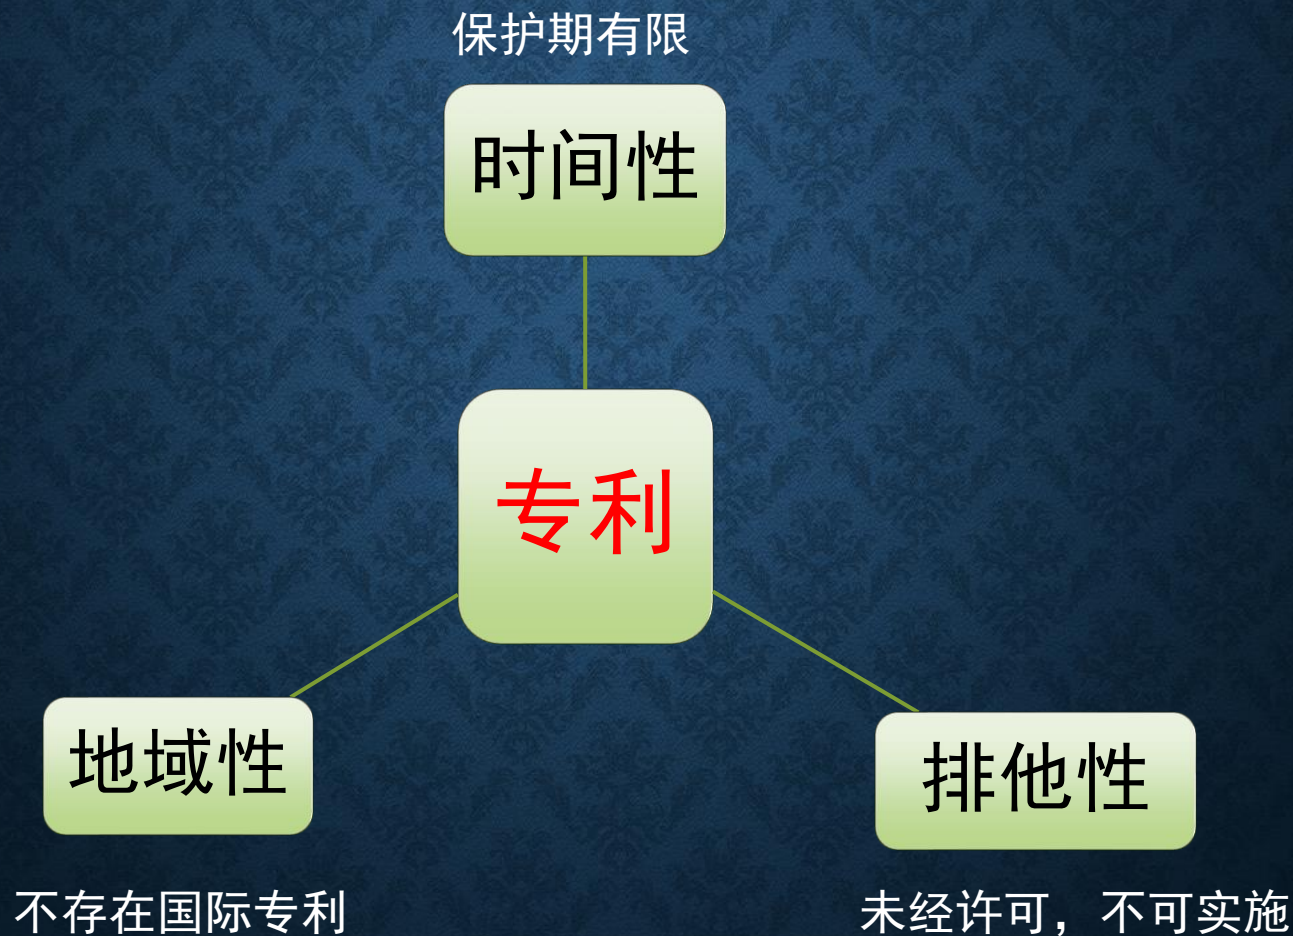 保护期有限
时间性
专利
地域性
排他性
不存在国际专利
未经许可，不可实施